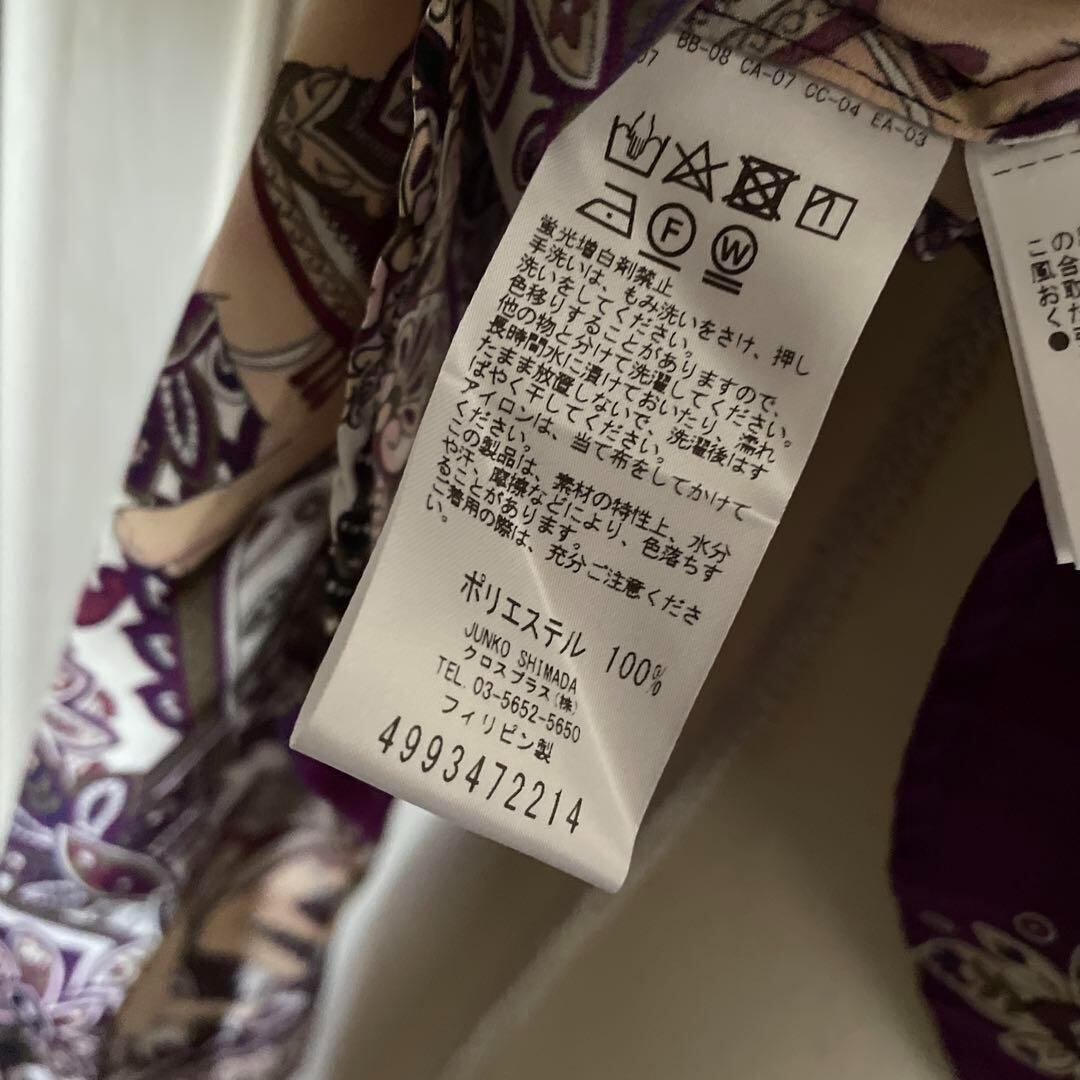 07 BB-08 CA-07 CC-04 EA-03
F W
蛍光増白剤禁止
手洗いは、もみ洗いをさけ、押し
洗いをしてください。
色移りすることがありますので、
他の物と分けて洗濯してください。
長時間水に漬けておいたり、濡れ
たまま放置しないで、洗濯後はす
ばやく干してください。
アイロンは、当て布をしてかけて
ください。
この製品は、素材の特性上、水分
や汗、摩擦などにより、色落ちす
ることがあります。
ご着用の際は、充分ご注意くださ
い。
ポリエステル 100%
JUNKO SHIMADA
クロスプラス(株)
TEL. 03-5652-5650
フィリピン製
4993472214
の合取
こ風
おく
●